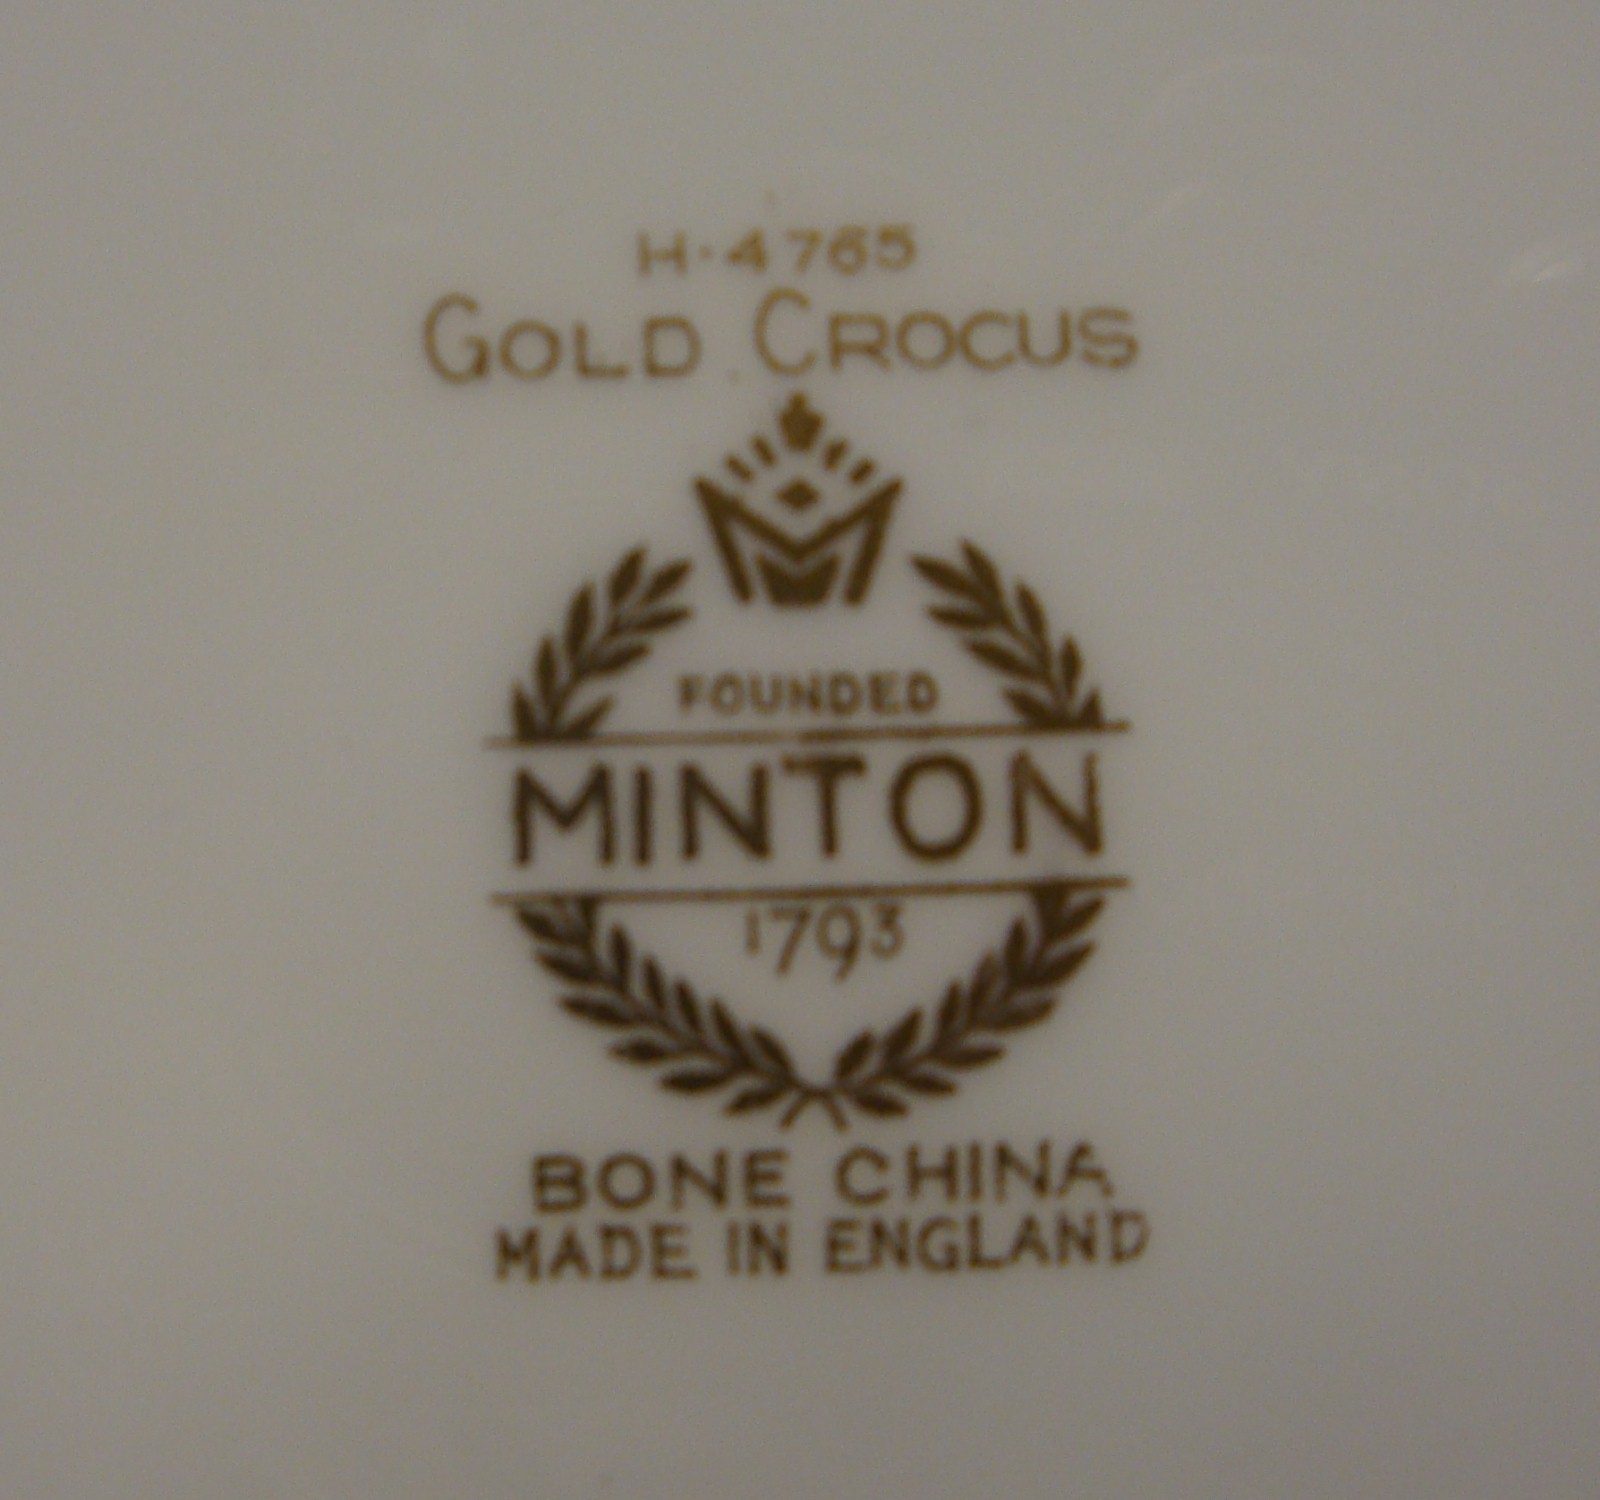 H·4765
GOLD CROCUS
FOUNDED
MINTON
1793
BONE CHINA
MADE IN ENGLAND